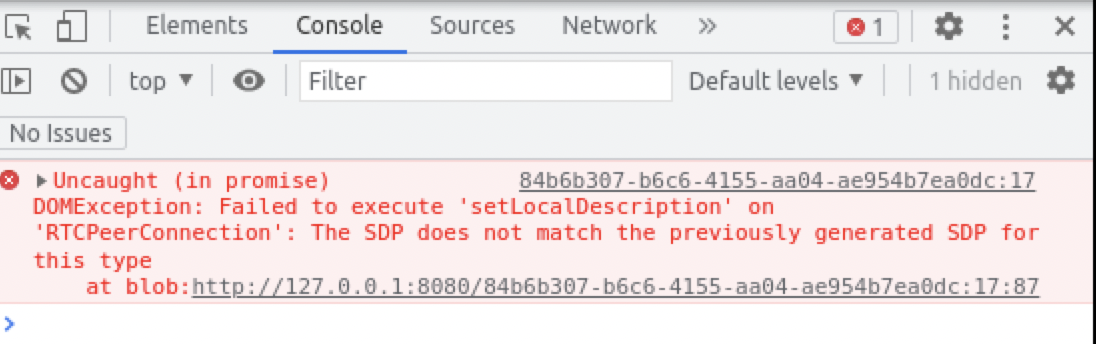 Elements Console Sources Network » 1
top ▼ Filter Default levels ▼ 1 hidden
No Issues
▶Uncaught (in promise) 84b6b307-b6c6-4155-aa04-ae954b7ea0dc:17
DOMException: Failed to execute 'setLocalDescription' on
'RTCPeerConnection': The SDP does not match the previously generated SDP for
this type
at blob:http://127.0.0.1:8080/84b6b307-b6c6-4155-aa04-ae954b7ea0dc:17:87
>